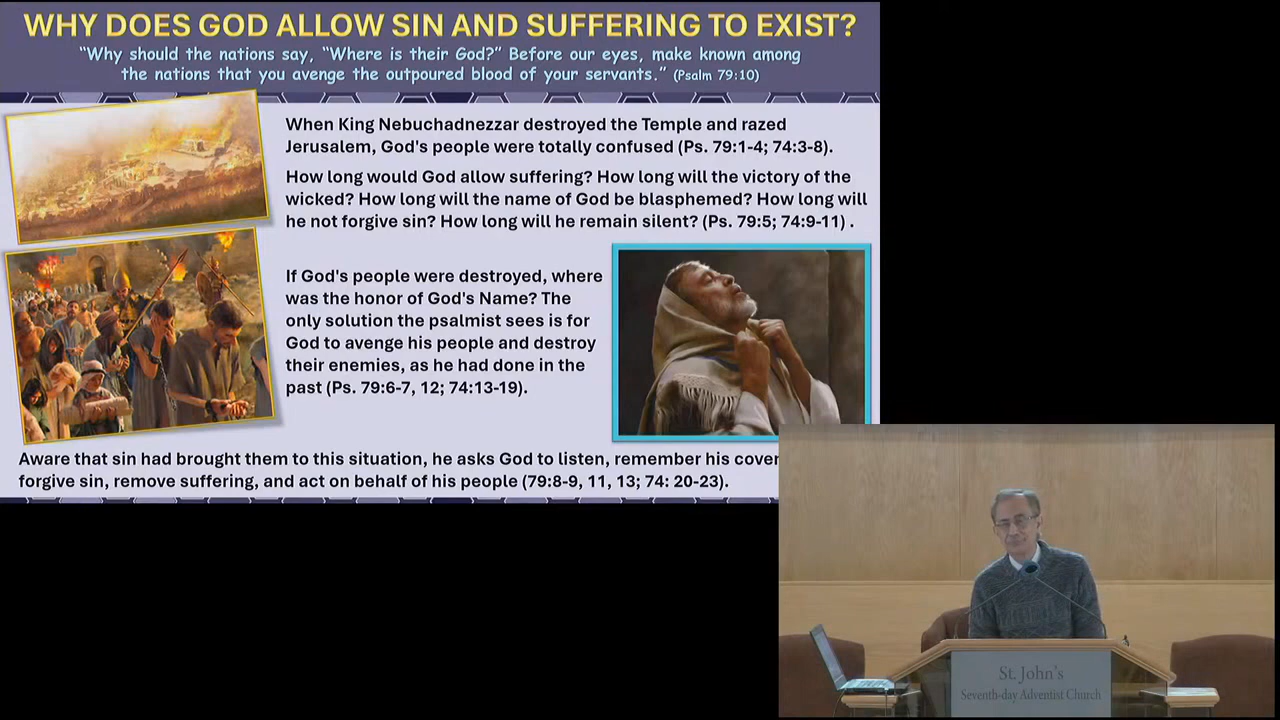 WHY DOES GOD ALLOW SIN AND SUFFERING TO EXIST?
“Why should the nations say, “Where is their God?” Before our eyes, make known among
the nations that you avenge the outpoured blood of your servants.” (Psalm 79:10)
When King Nebuchadnezzar destroyed the Temple and razed
Jerusalem, God's people were totally confused (Ps. 79:1-4; 74:3-8).
How long would God allow suffering? How long will the victory of the
wicked? How long will the name of God be blasphemed? How long will
he not forgive sin? How long will he remain silent? (Ps. 79:5; 74:9-11) .
If God's people were destroyed, where
was the honor of God's Name? The
only solution the psalmist sees is for
God to avenge his people and destroy
their enemies, as he had done in the
past (Ps. 79:6-7, 12; 74:13-19).
Aware that sin had brought them to this situation, he asks God to listen, remember his cover
forgive sin, remove suffering, and act on behalf of his people (79:8-9, 11, 13; 74: 20-23).
St. John's
Seventh-day Adventist Church